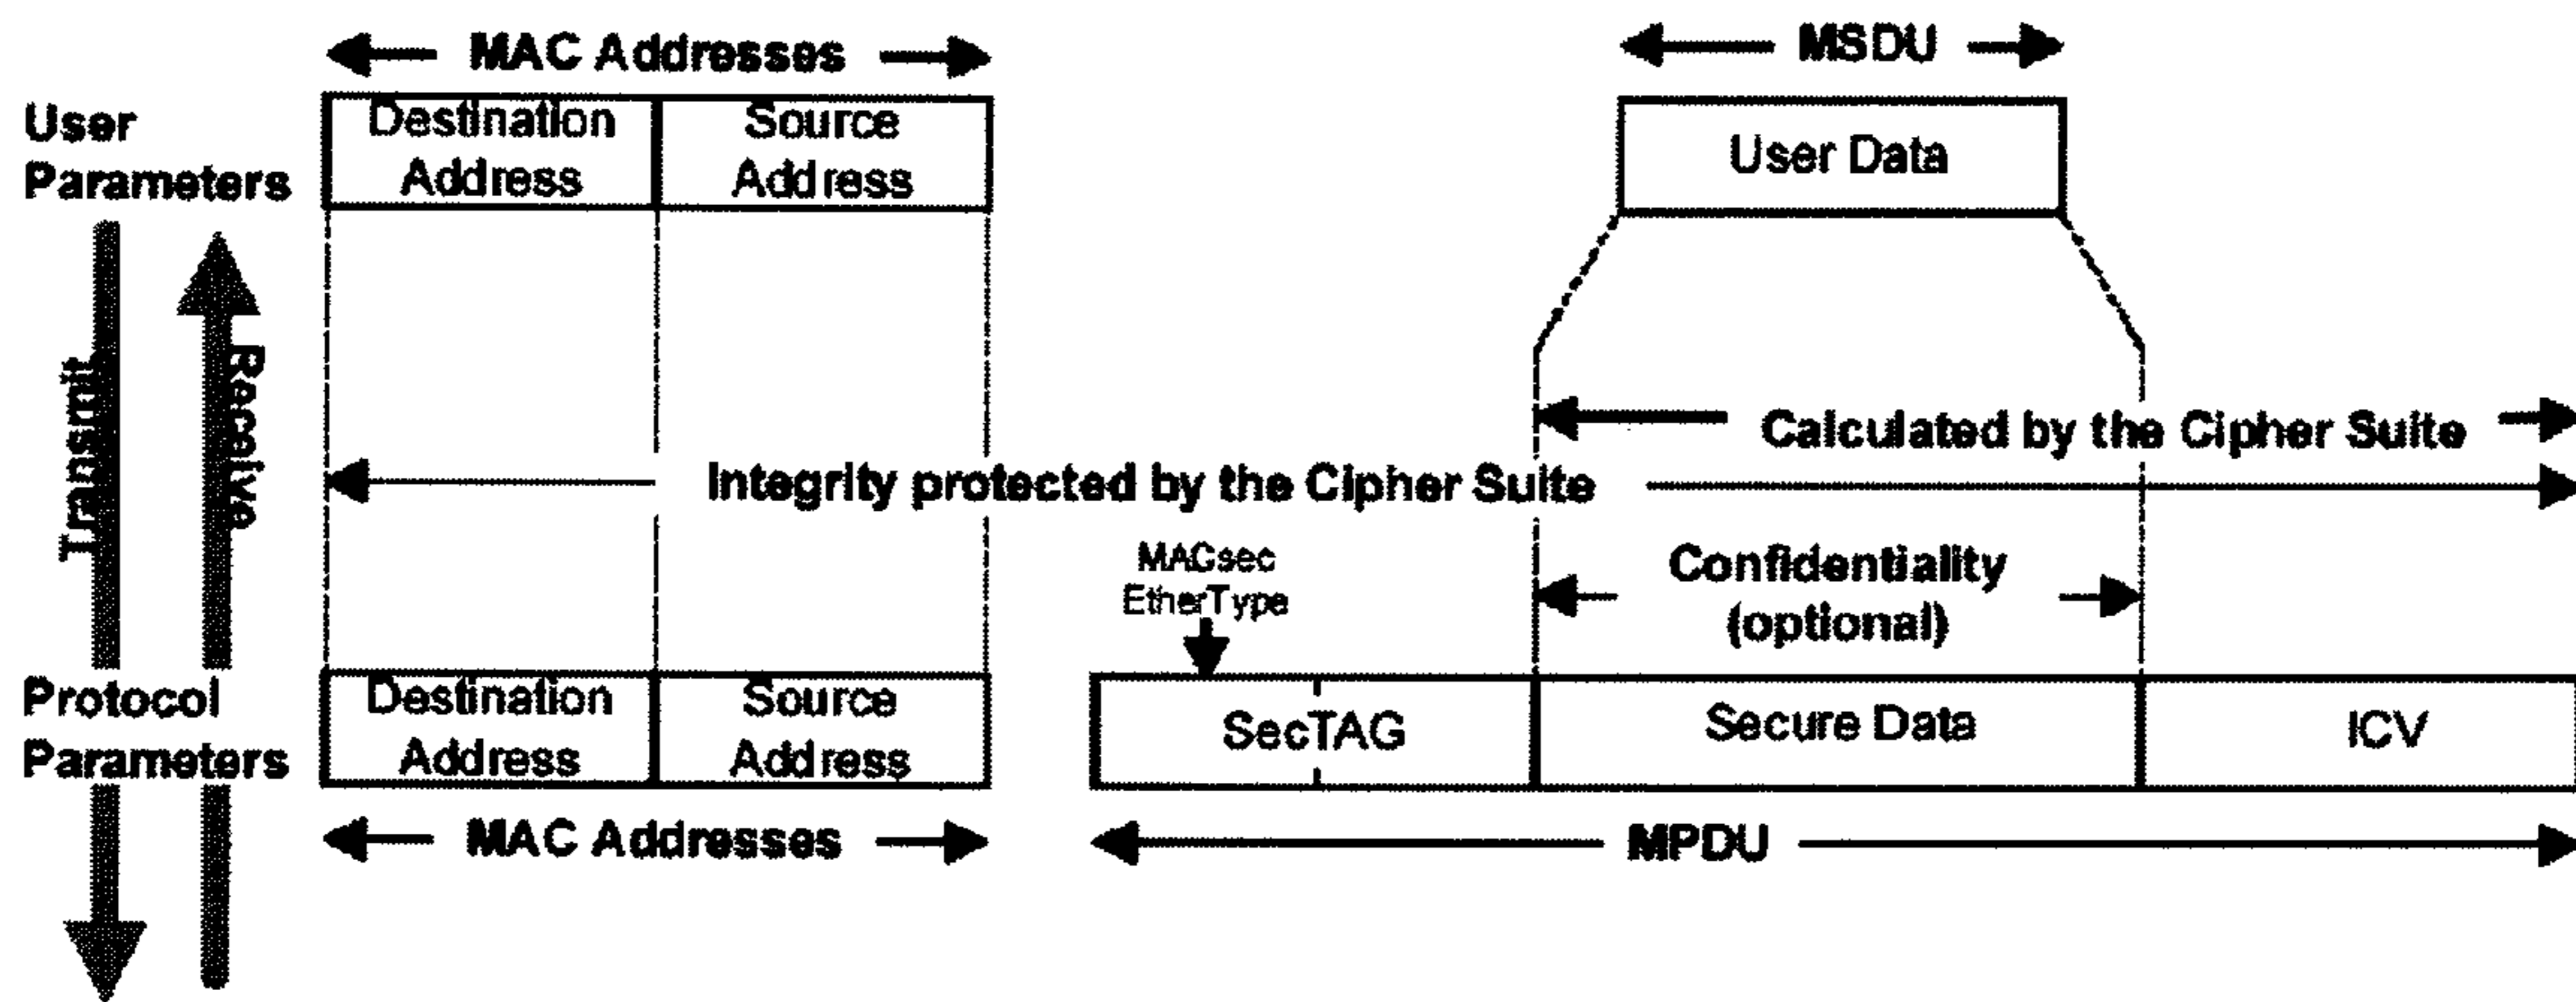 MAC Addresses
MSDU
User
Parameters
Destination
Address
Source
Address
User Data
Transmit
Receive
Calculated by the Cipher Suite
Integrity protected by the Cipher Suite
MACsec
EtherType
Confidentiality
(optional)
Protocol
Parameters
Destination
Address
Source
Address
SecTAG
Secure Data
ICV
MAC Addresses
MPDU